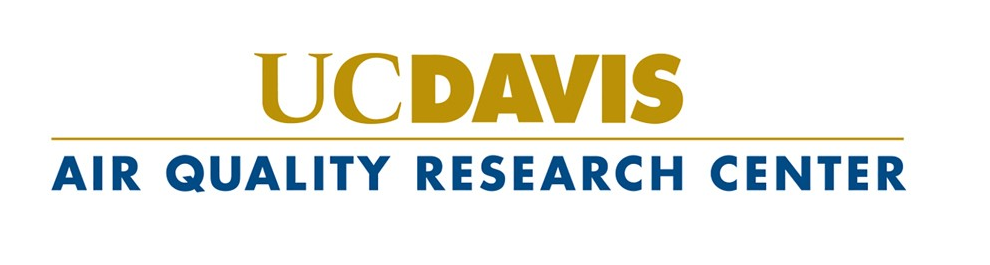 UCDAVIS
AIR QUALITY RESEARCH CENTER